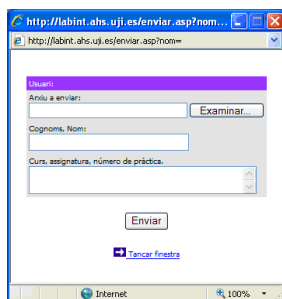 http://labint.ahs.uji.es/enviar.asp?nom...
http://labint.ahs.uji.es/enviar.asp?nom=
Usuari:
Arxiu a enviar:
Examinar...
Cognoms, Nom:
Curs, assignatura, número de pràctica.
Enviar
Tancar finestra
Internet
100%